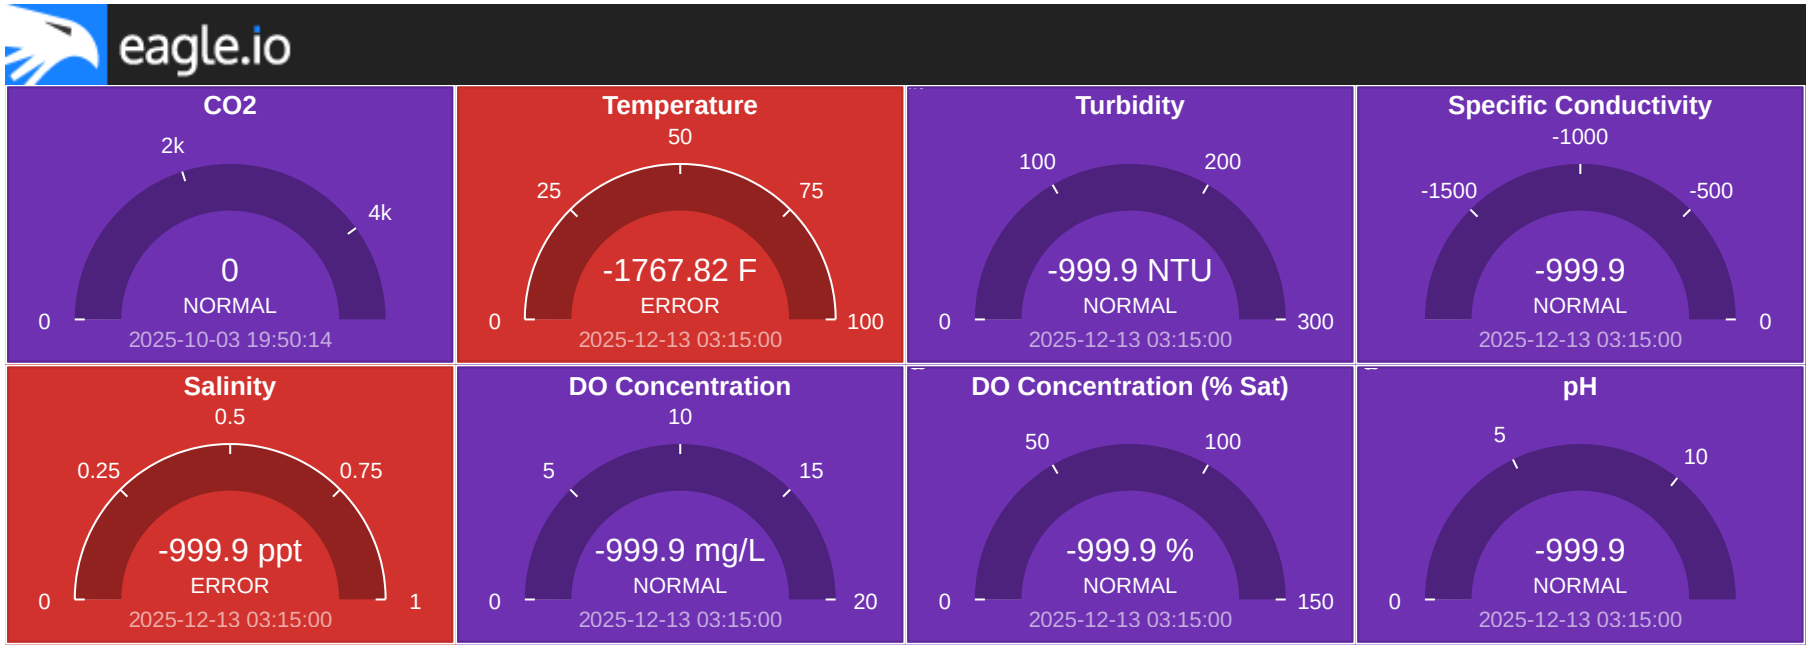 eagle.io
CO2
2k
4k
0
NORMAL
0
2025-10-03 19:50:14
Temperature
50
25
75
-1767.82 F
ERROR
0
100
2025-12-13 03:15:00
Turbidity
100
200
-999.9 NTU
NORMAL
0
300
2025-12-13 03:15:00
Specific Conductivity
-1000
-1500
-500
-999.9
NORMAL
0
2025-12-13 03:15:00
Salinity
0.5
0.25
0.75
-999.9 ppt
ERROR
0
1
2025-12-13 03:15:00
DO Concentration
10
5
15
-999.9 mg/L
NORMAL
0
20
2025-12-13 03:15:00
DO Concentration (% Sat)
50
100
-999.9 %
NORMAL
0
150
2025-12-13 03:15:00
pH
5
10
-999.9
NORMAL
0
2025-12-13 03:15:00